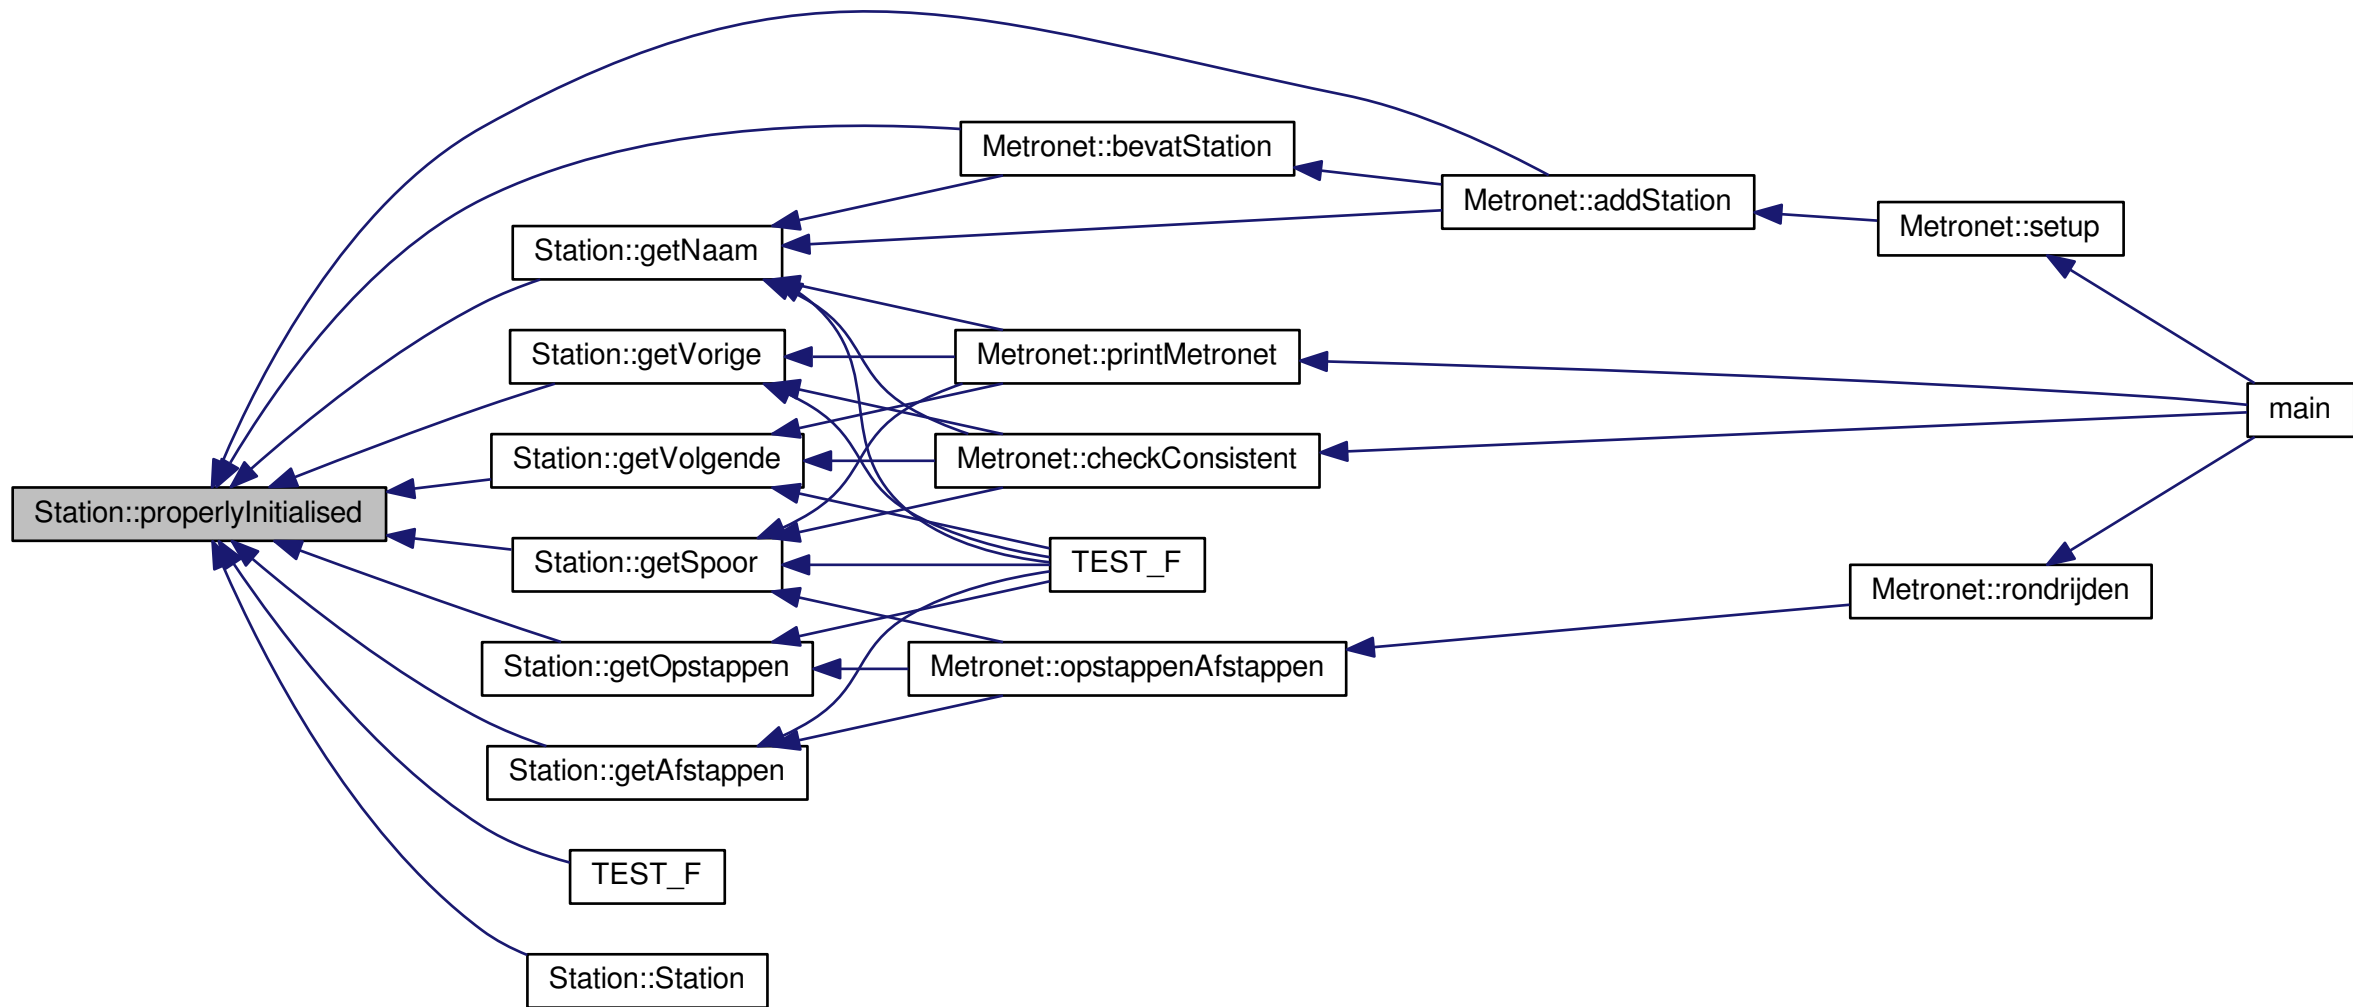 Metronet::bevatStation
Metronet::addStation
Metronet::setup
Station::getNaam
Station::getVorige
Metronet::printMetronet
main
Station::getVolgende
Metronet::checkConsistent
Station::properlyInitialised
Station::getSpoor
TEST_F
Metronet::rondrijden
Station::getOpstappen
Metronet::opstappenAfstappen
Station::getAfstappen
TEST_F
Station::Station